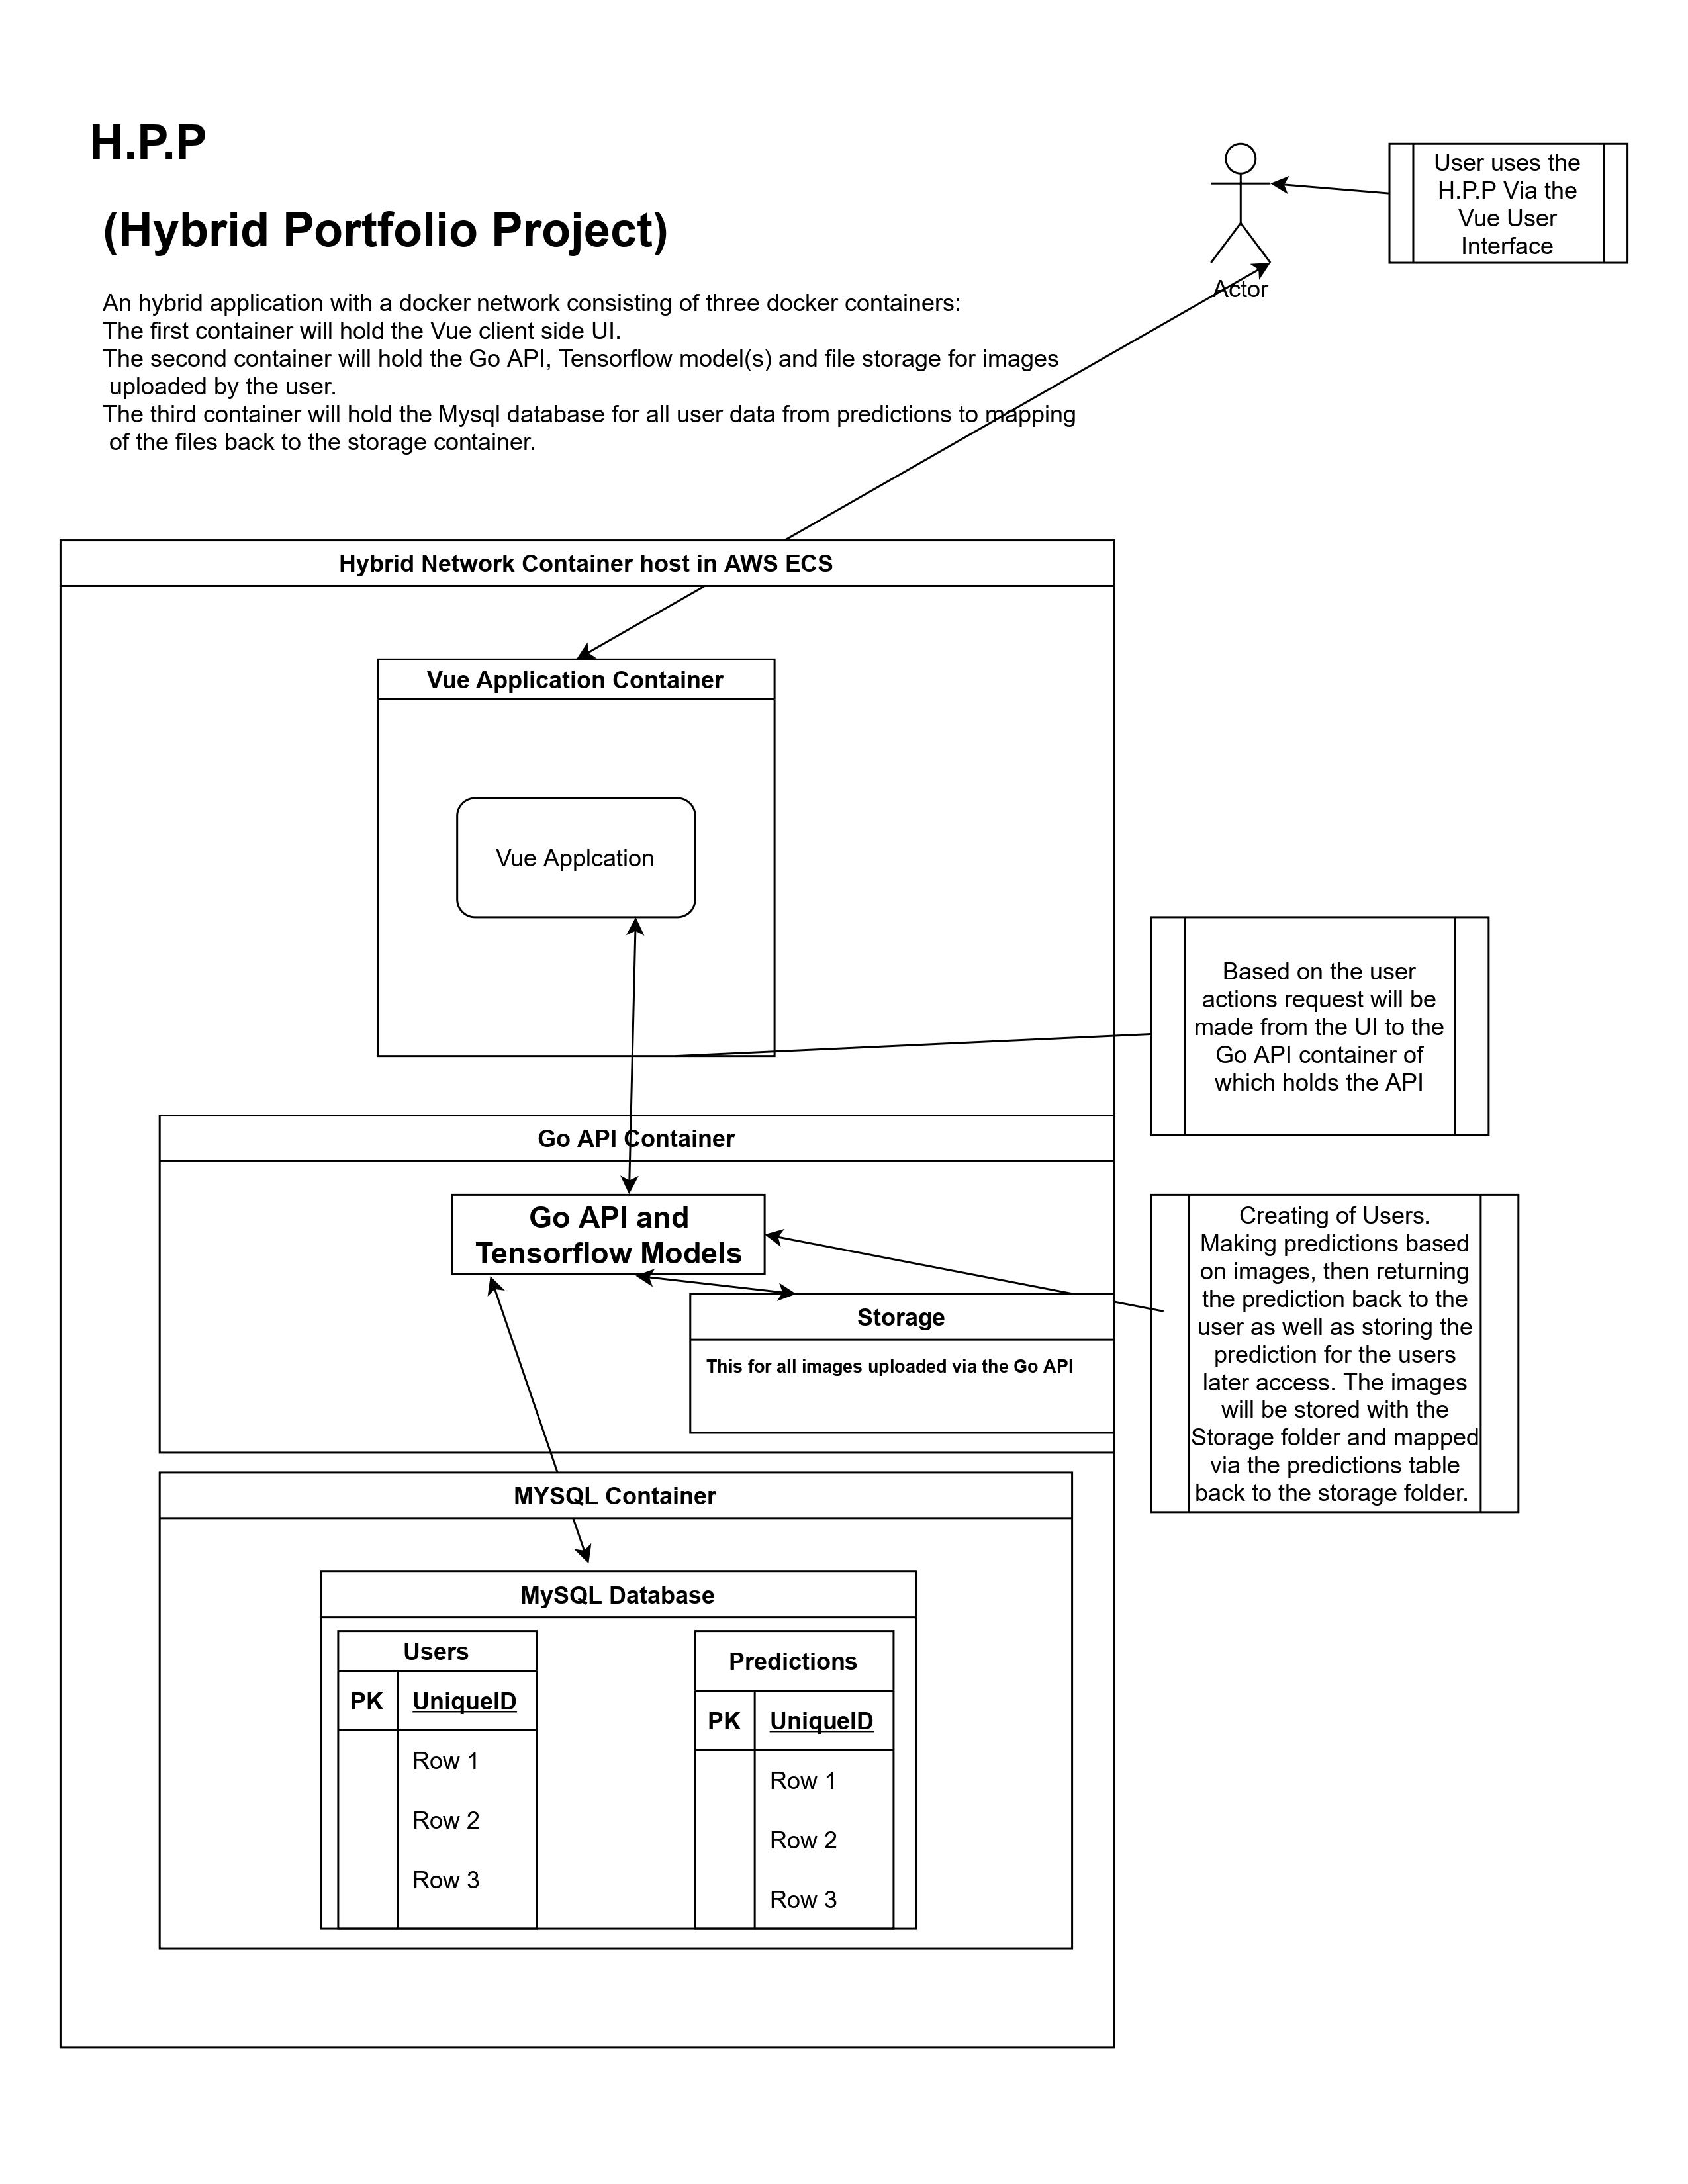 H.P.P
(Hybrid Portfolio Project)
An hybrid application with a docker network consisting of three docker containers:
The first container will hold the Vue client side UI.
The second container will hold the Go API, Tensorflow model(s) and file storage for images
uploaded by the user.
The third container will hold the Mysql database for all user data from predictions to mapping
of the files back to the storage container.
Actor
User uses the
H.P.P Via the
Vue User
Interface
Hybrid Network Container host in AWS ECS
Vue Application Container
Vue Applcation
Based on the user
actions request will be
made from the UI to the
Go API container of
which holds the API
Go API Container
Go API and
Tensorflow Models
Storage
This for all images uploaded via the Go API
Creating of Users.
Making predictions based
on images, then returning
the prediction back to the
user as well as storing the
prediction for the users
later access. The images
will be stored with the
Storage folder and mapped
via the predictions table
back to the storage folder.
MYSQL Container
MySQL Database
Users
PK UniqueID
Row 1
Row 2
Row 3
Predictions
PK UniqueID
Row 1
Row 2
Row 3